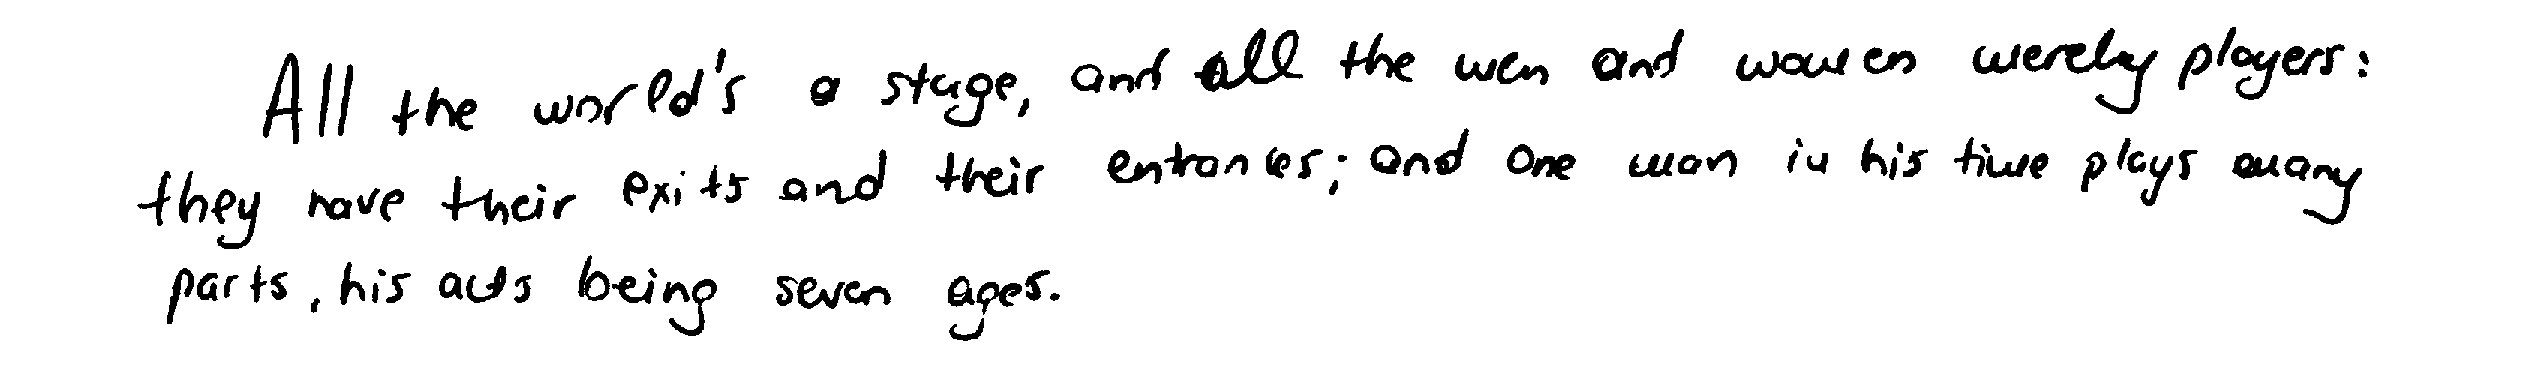 All the world's a stage, and all the men and women merely players:
they have their exits and their entrances; and one man in his time plays many
parts, his acts being seven ages.